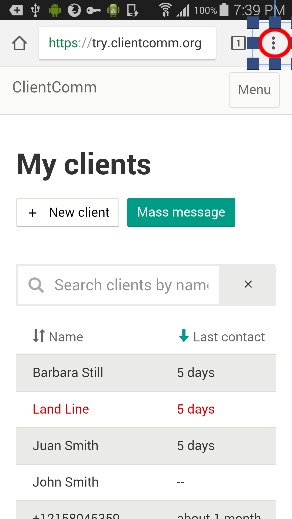 100% 7:39 PM
https://try.clientcomm.org 1
ClientComm Menu
My clients
+ New client Mass message
Search clients by name ×
Name Last contact
Barbara Still 5 days
Land Line 5 days
Juan Smith 5 days
John Smith --
+12158045359 about 1 month